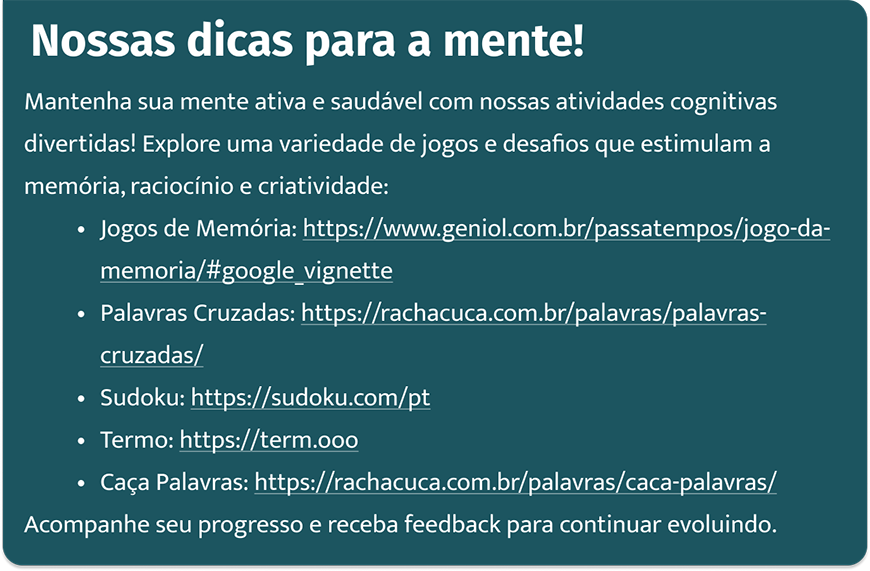 Nossas dicas para a mente!
Mantenha sua mente ativa e saudável com nossas atividades cognitivas
divertidas! Explore uma variedade de jogos e desafios que estimulam a
memória, raciocínio e criatividade:
• Jogos de Memória: https://www.geniol.com.br/passatempos/jogo-da-
memoria/#google_vignette
• Palavras Cruzadas: https://rachacuca.com.br/palavras/palavras-
cruzadas/
• Sudoku: https://sudoku.com/pt
• Termo: https://term.ooo
• Caça Palavras: https://rachacuca.com.br/palavras/caca-palavras/
Acompanhe seu progresso e receba feedback para continuar evoluindo.